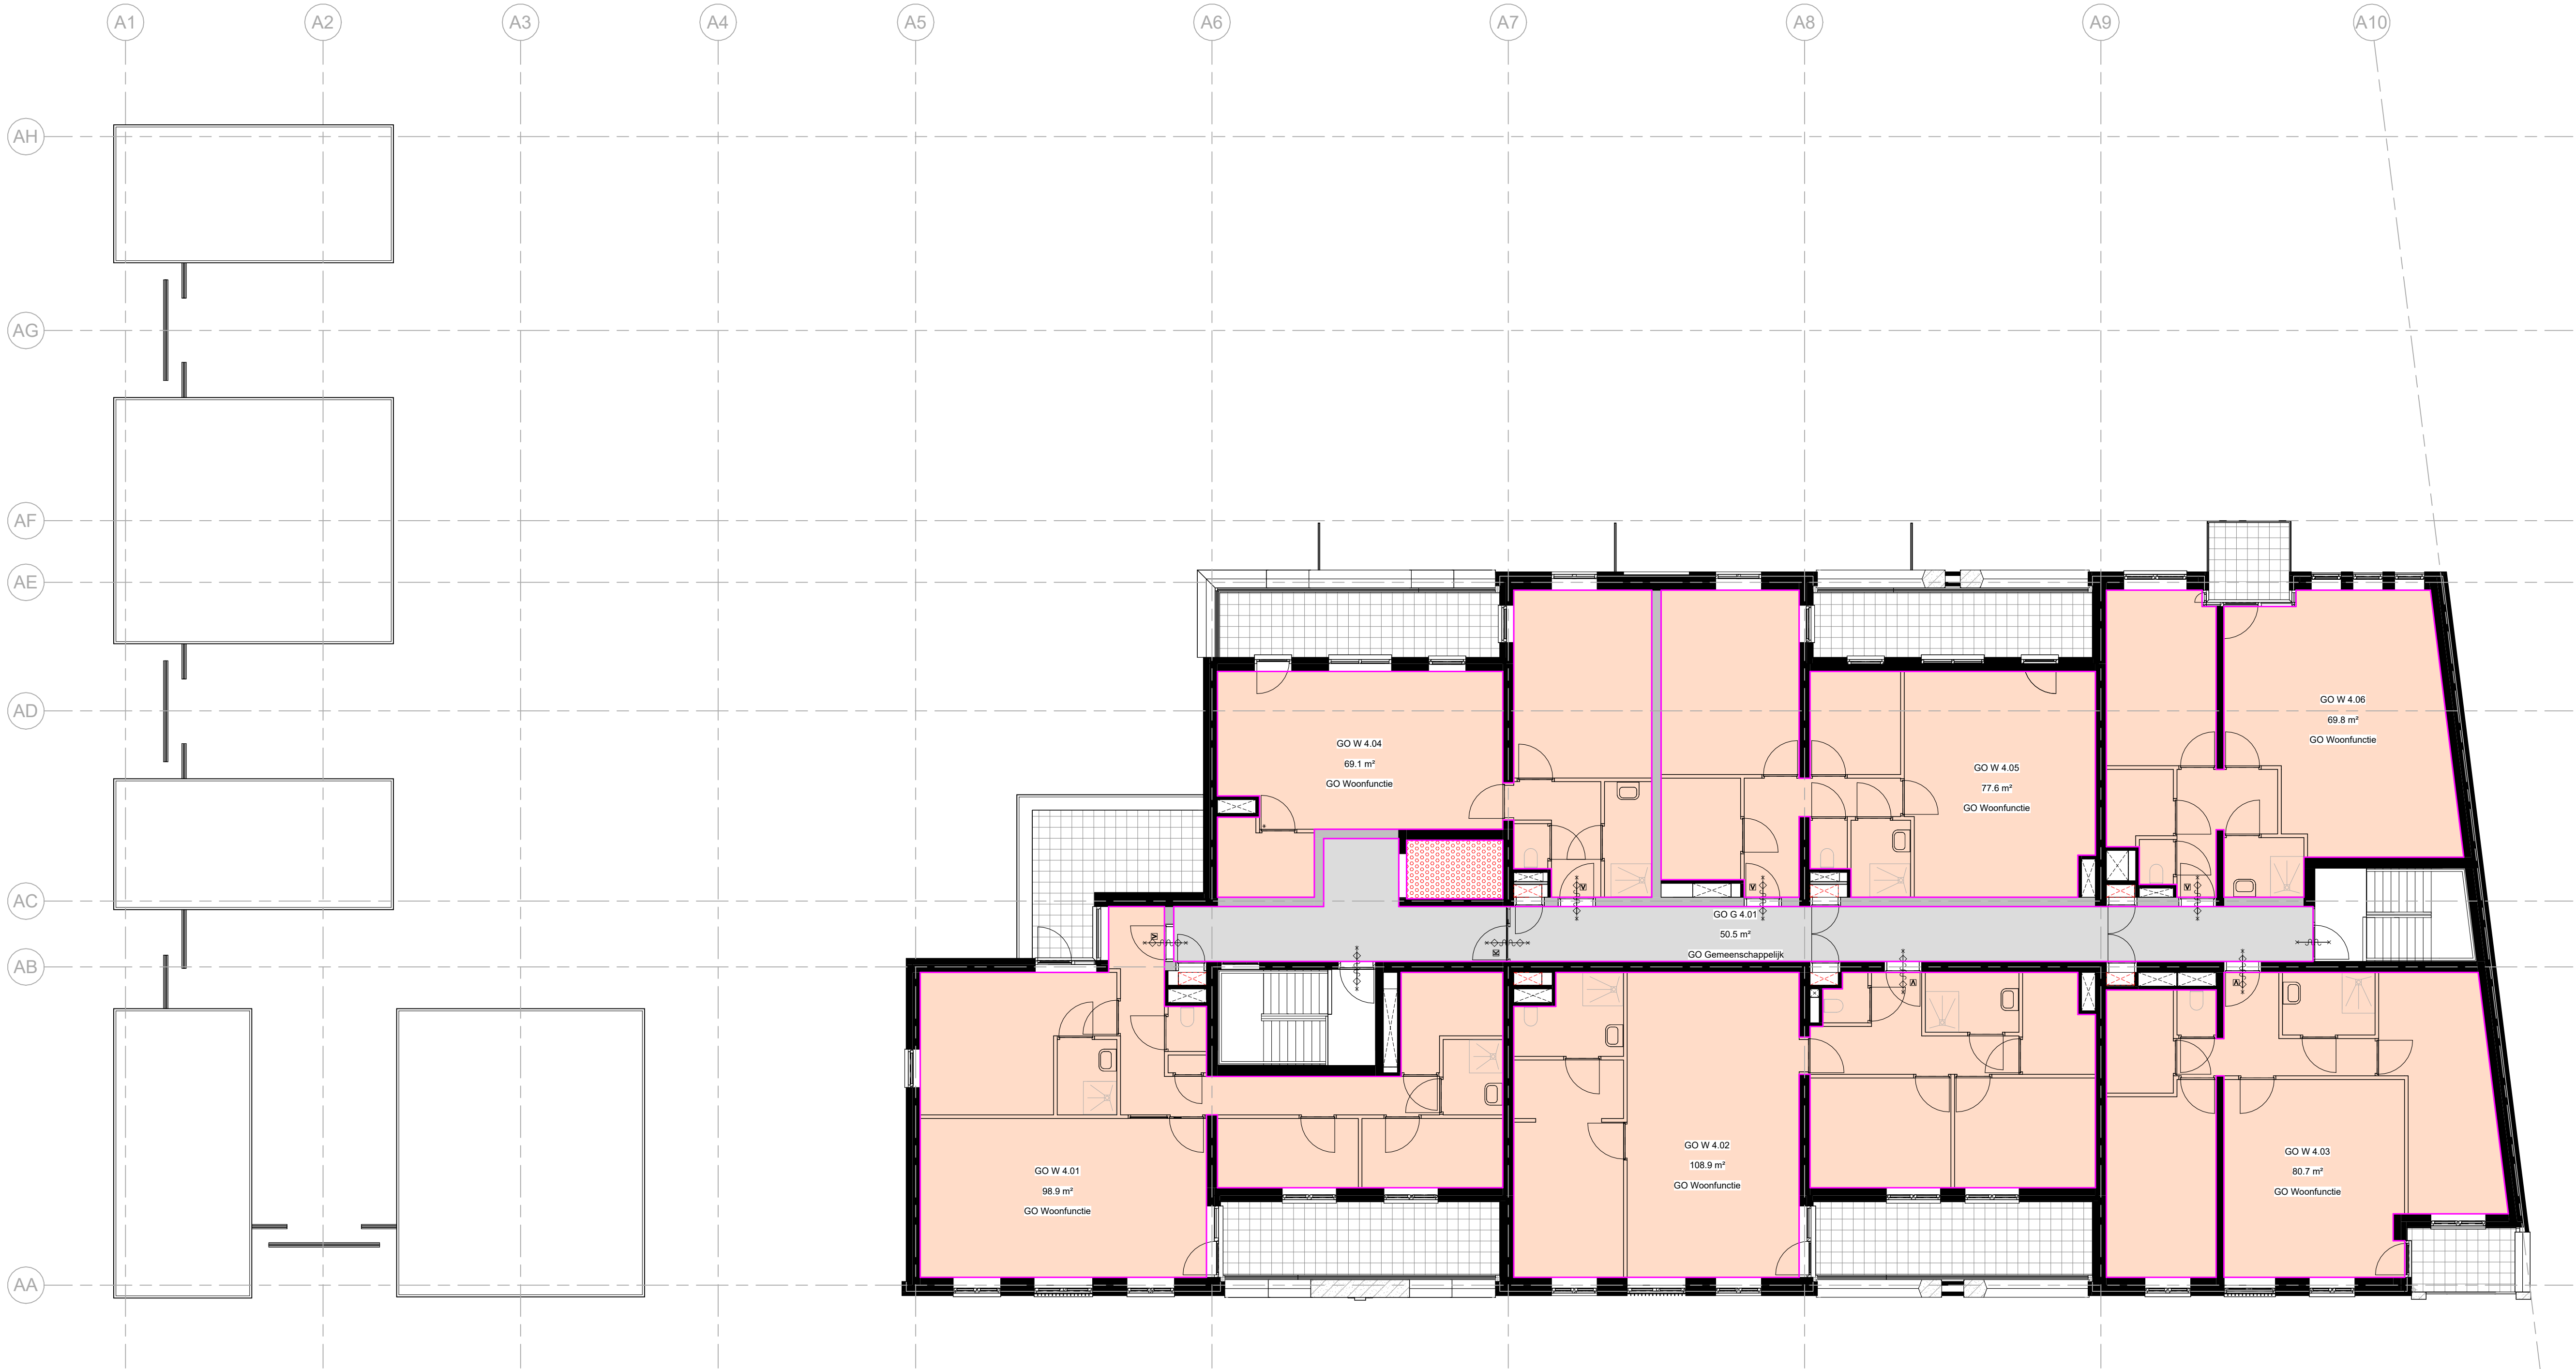 A1
A2
A3
A4
A5
A6
A7
A8
A9
A10
AH
AG
AF
AE
AD
AC
AB
AA
GO W 4.04
69.1 m²
GO Woonfunctie
GO W 4.05
77.6 m²
GO Woonfunctie
GO W 4.06
69.8 m²
GO Woonfunctie
GO G 4.01
50.5 m²
GO Gemeenschappelijk
GO W 4.01
98.9 m²
GO Woonfunctie
GO W 4.02
108.9 m²
GO Woonfunctie
GO W 4.03
80.7 m²
GO Woonfunctie